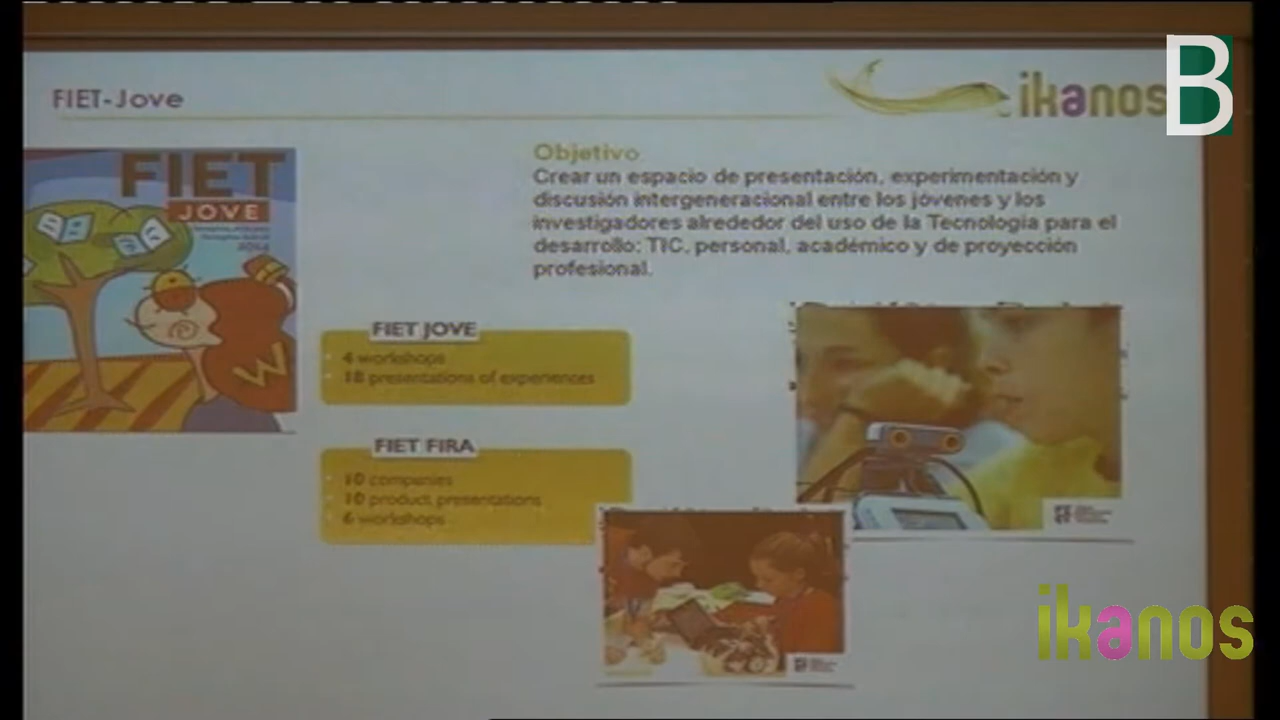 FIET-Jove
ikanos
B
FIET
JOVE
2014
Objetivo
Crear un espacio de presentación, experimentación y
discusión intergeneracional entre los jóvenes y los
investigadores alrededor del uso de la Tecnología para el
desarrollo: TIC, personal, académico y de proyección
profesional.
FIET JOVE
4 workshops
18 presentations of experiences
FIET FIRA
10 companies
10 product presentations
6 workshops
ikanos